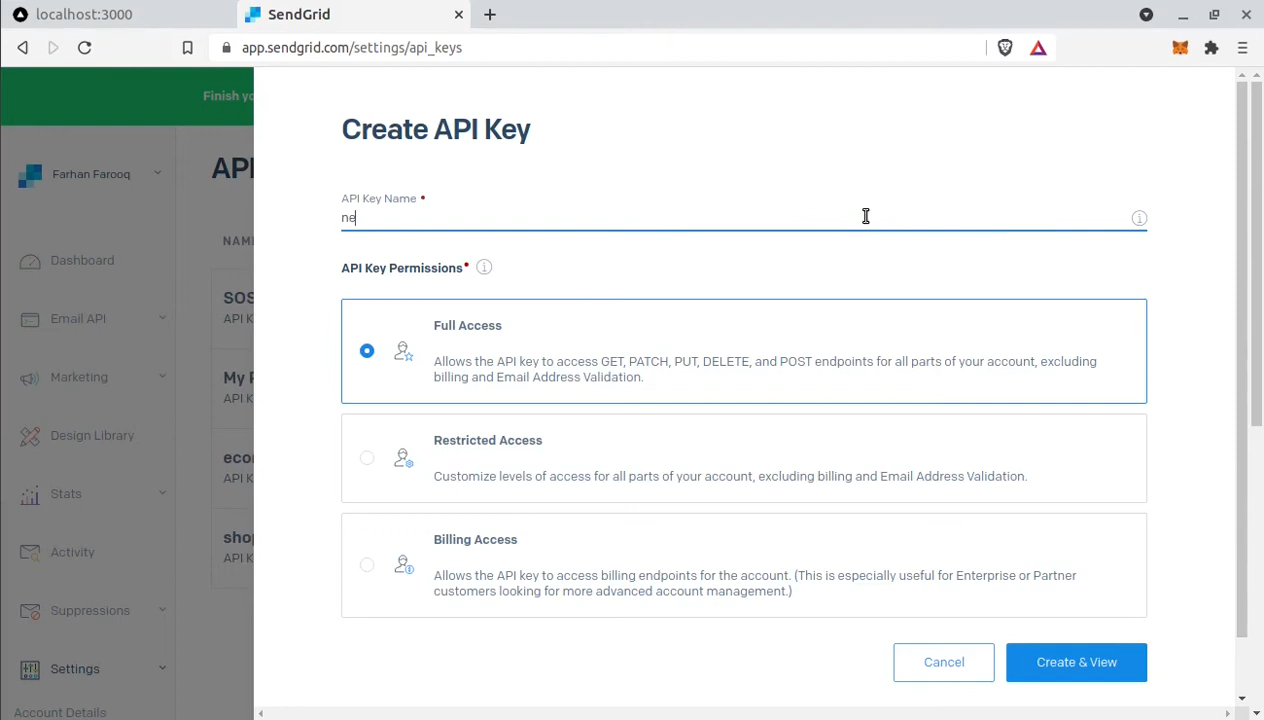 localhost:3000
SendGrid
app.sendgrid.com/settings/api_keys
Finish yo
Farhan Farooq
Dashboard
Email API
Marketing
Design Library
Stats
Activity
Suppressions
Settings
Account Details
API
NAME
SOS
API K
My
API K
ecor
API K
shop
API K
Create API Key
API Key Name •
ne
API Key Permissions•
Full Access
Allows the API key to access GET, PATCH, PUT, DELETE, and POST endpoints for all parts of your account, excluding
billing and Email Address Validation.
Restricted Access
Customize levels of access for all parts of your account, excluding billing and Email Address Validation.
Billing Access
Allows the API key to access billing endpoints for the account. (This is especially useful for Enterprise or Partner
customers looking for more advanced account management.)
Cancel
Create & View